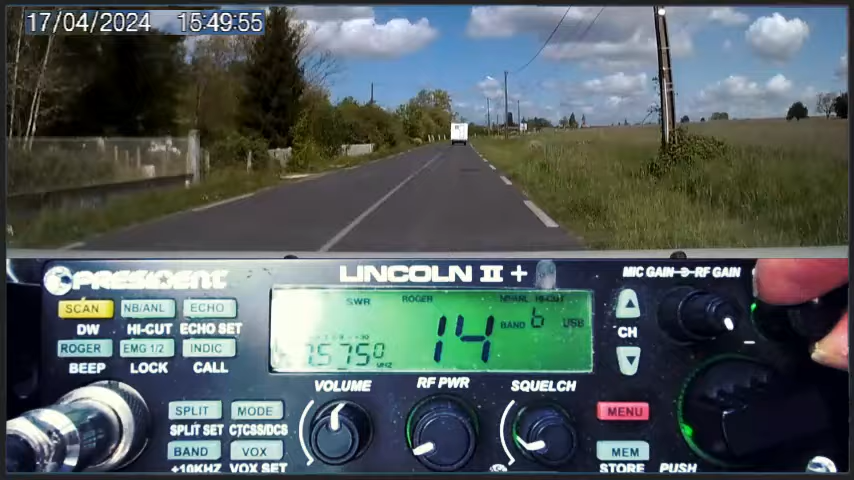 17/04/2024 15:49:55
PRESIDENT LINCOLN II + MIC GAIN RF GAIN
SCAN NB/ANL ECHO
DW HI-CUT ECHO SET
ROGER EMG 1/2 INDIC
BEEP LOCK CALL
SWR ROGER NB/ANL HI-CUT
14 BAND b USB
7.5750
CH
VOLUME RF PWR SQUELCH
SPLIT MODE
SPLIT SET CTCSS/DCS
BAND VOX
+10KHZ VOX SET
MENU
MEM
STORE PUSH